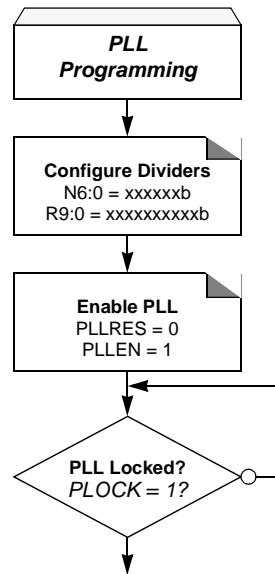 PLL
Programming
Configure Dividers
N6:0 = xxxxxxb
R9:0 = xxxxxxxxxxb
Enable PLL
PLLRES = 0
PLLEN = 1
PLL Locked?
PLOCK = 1?